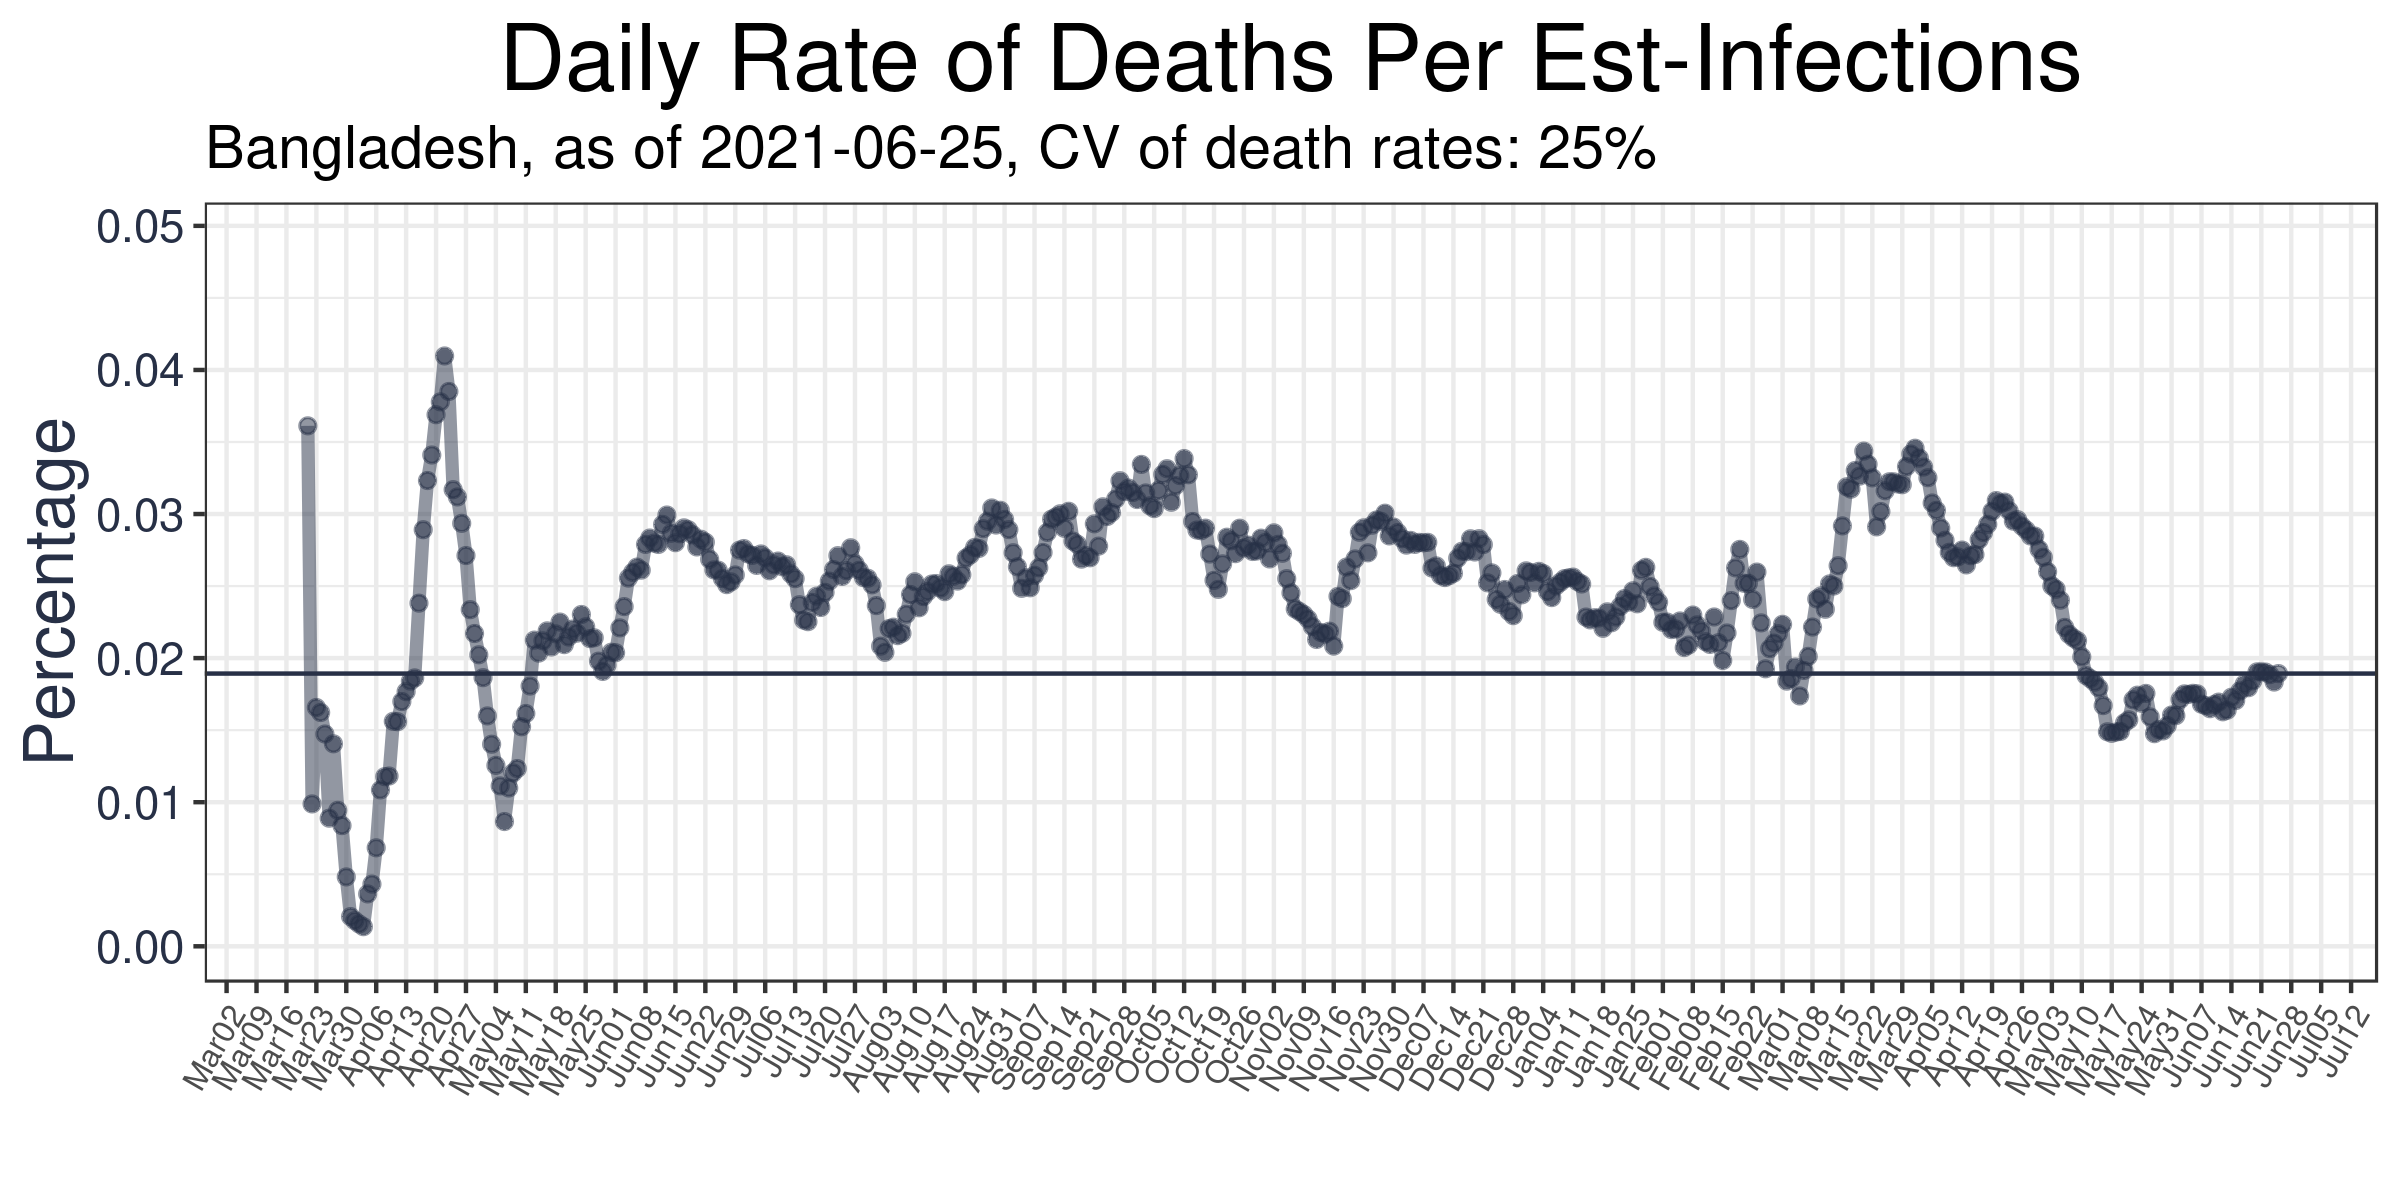 Daily Rate of Deaths Per Est-Infections
Bangladesh, as of 2021-06-25, CV of death rates: 25%
Percentage
0.05
0.04
0.03
0.02
0.01
0.00
Mar02 Mar09 Mar16 Mar23 Mar30 Apr06 Apr13 Apr20 Apr27 May04 May11 May18 May25 Jun01 Jun08 Jun15 Jun22 Jun29 Jul06 Jul13 Jul20 Jul27 Aug03 Aug10 Aug17 Aug24 Aug31 Sep07 Sep14 Sep21 Sep28 Oct05 Oct12 Oct19 Oct26 Nov02 Nov09 Nov16 Nov23 Nov30 Dec07 Dec14 Dec21 Dec28 Jan04 Jan11 Jan18 Jan25 Feb01 Feb08 Feb15 Feb22 Mar01 Mar08 Mar15 Mar22 Mar29 Apr05 Apr12 Apr19 Apr26 May03 May10 May17 May24 May31 Jun07 Jun14 Jun21 Jun28 Jul05 Jul12